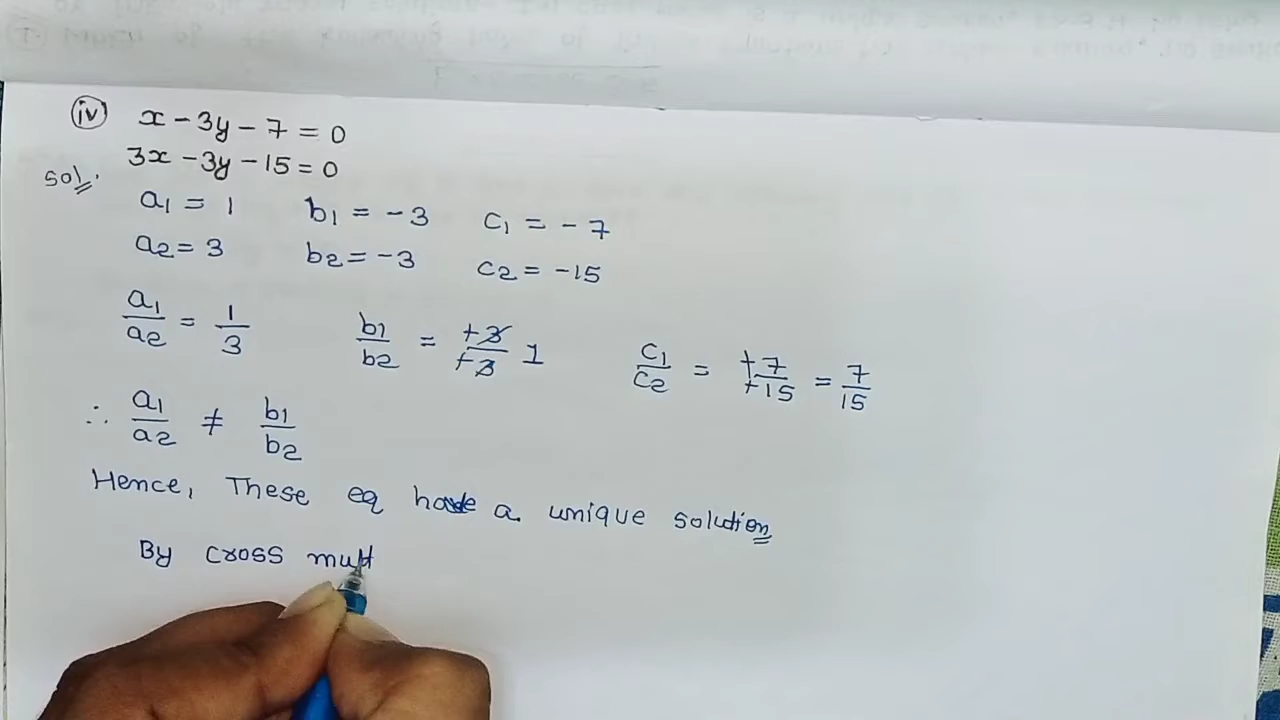 (iv) x - 3y - 7 = 0
3x - 3y - 15 = 0
Sol.
a1 = 1 b1 = -3 c1 = -7
a2 = 3 b2 = -3 c2 = -15
a1/a2 = 1/3 b1/b2 = +3/+3 1 c1/c2 = +7/+15 = 7/15
∴ a1/a2 ≠ b1/b2
Hence, These eq have a unique solution
By cross mult